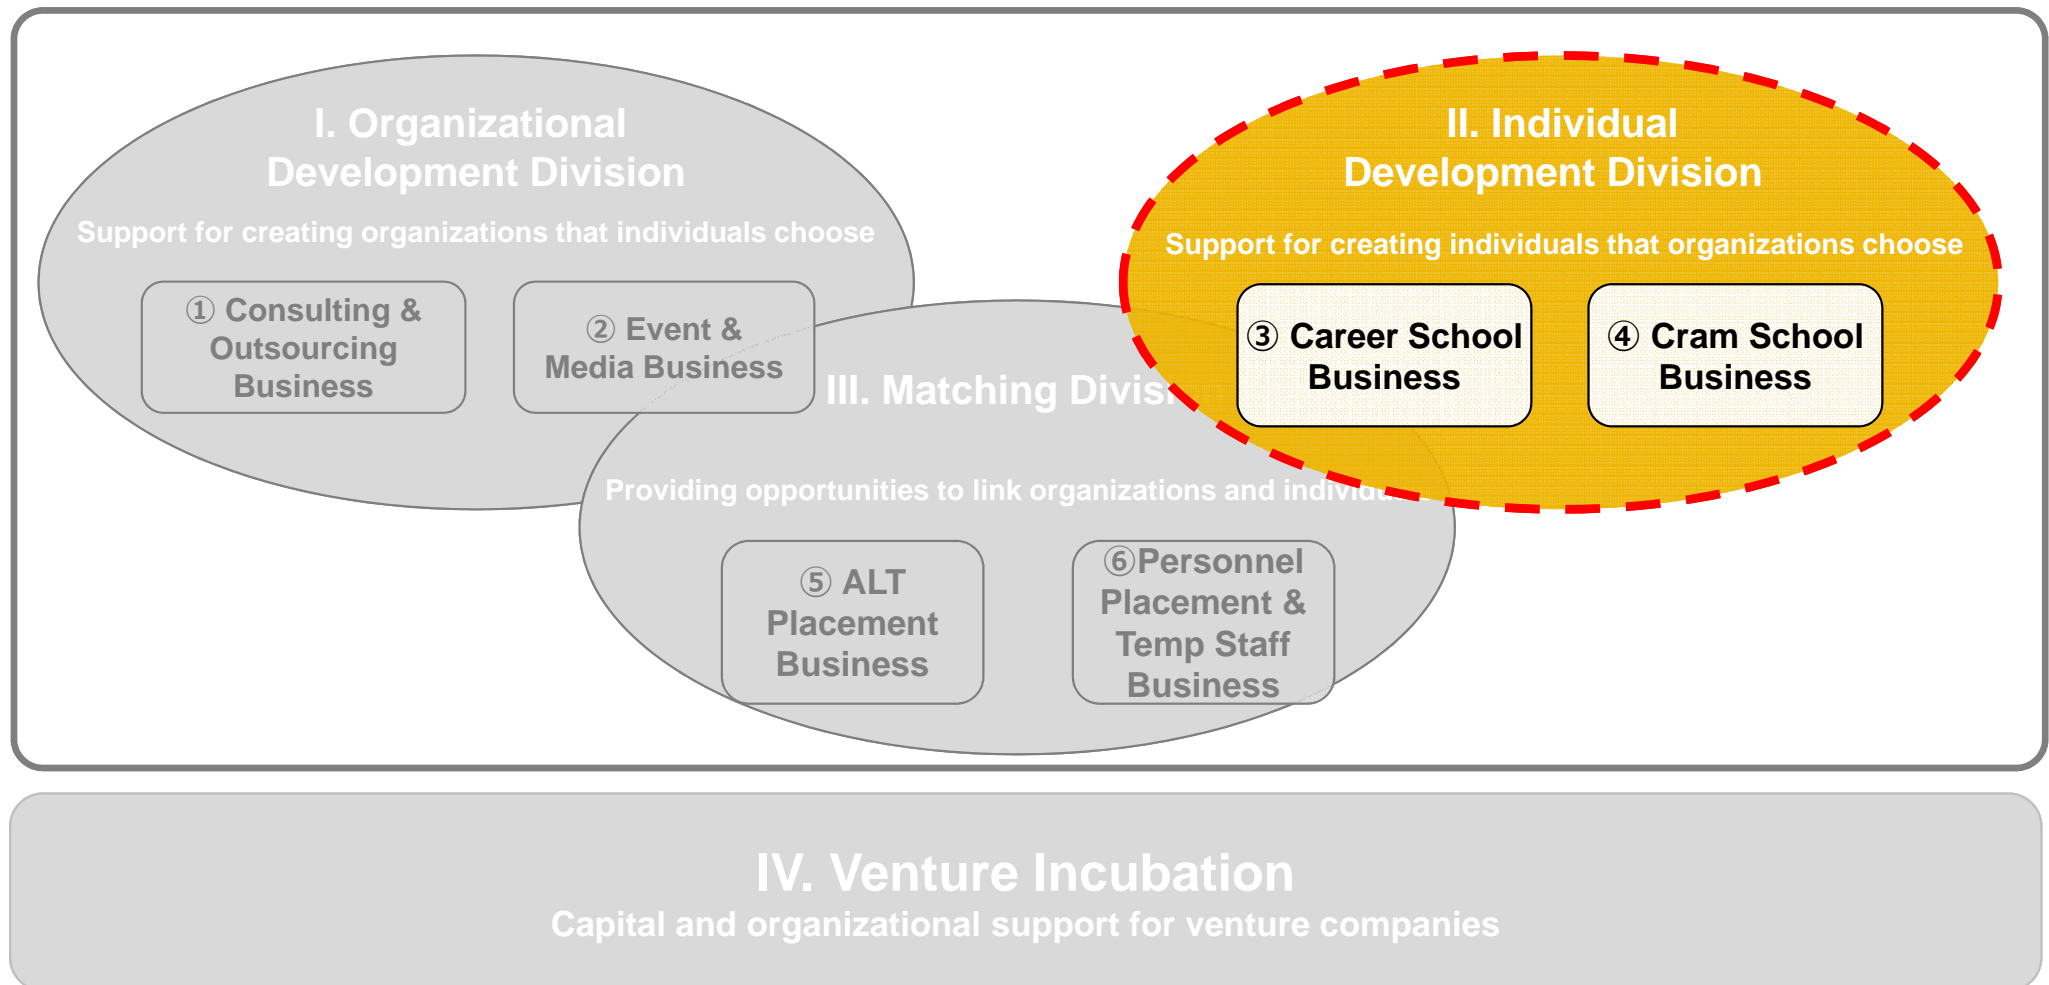 I. Organizational
Development Division
Support for creating organizations that individuals choose
① Consulting &
Outsourcing
Business
② Event &
Media Business
II. Individual
Development Division
Support for creating individuals that organizations choose
③ Career School
Business
④ Cram School
Business
III. Matching
Providing opportunities to link organizations and
⑤ ALT
Placement
Business
⑥Personnel
Placement &
Temp Staff
Business
IV. Venture Incubation
Capital and organizational support for venture companies